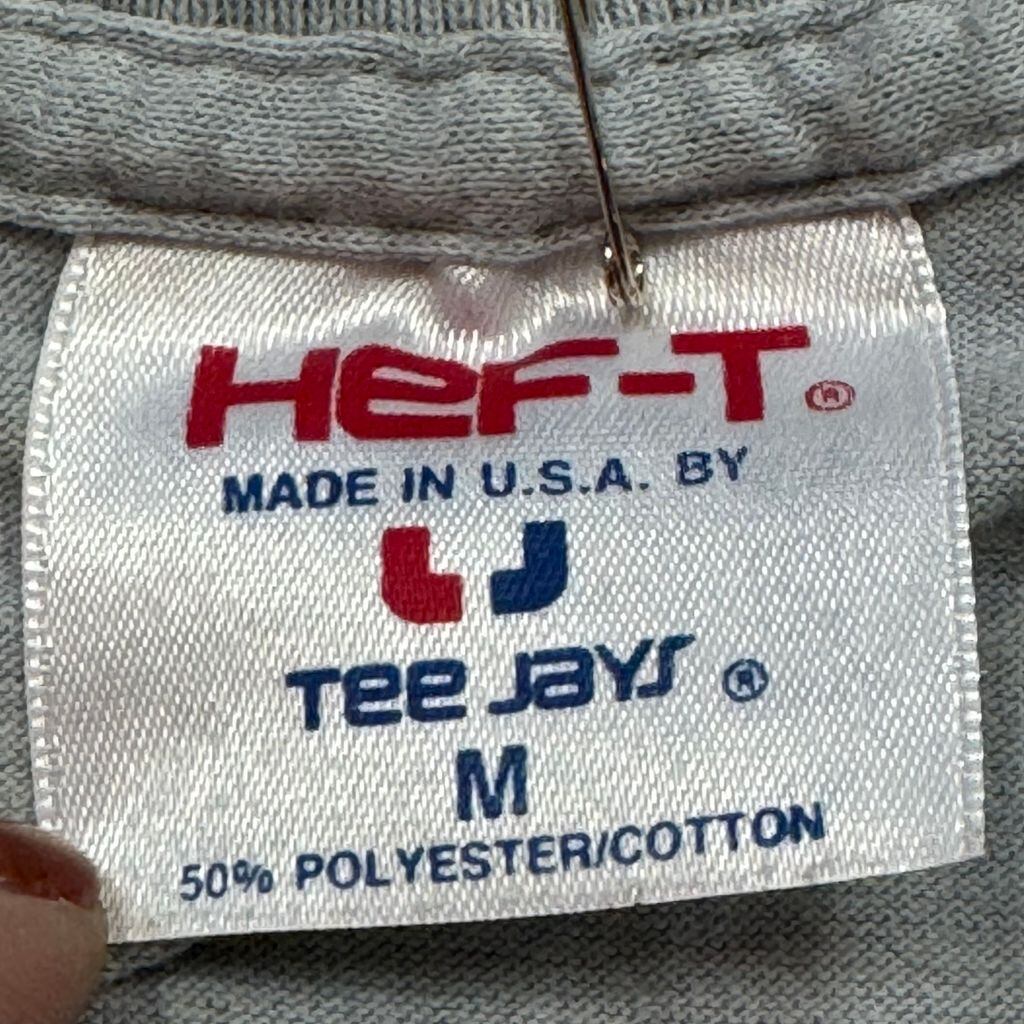 HEF-T ®
MADE IN U.S.A. BY
TEE JAYS ®
M
50% POLYESTER/COTTON